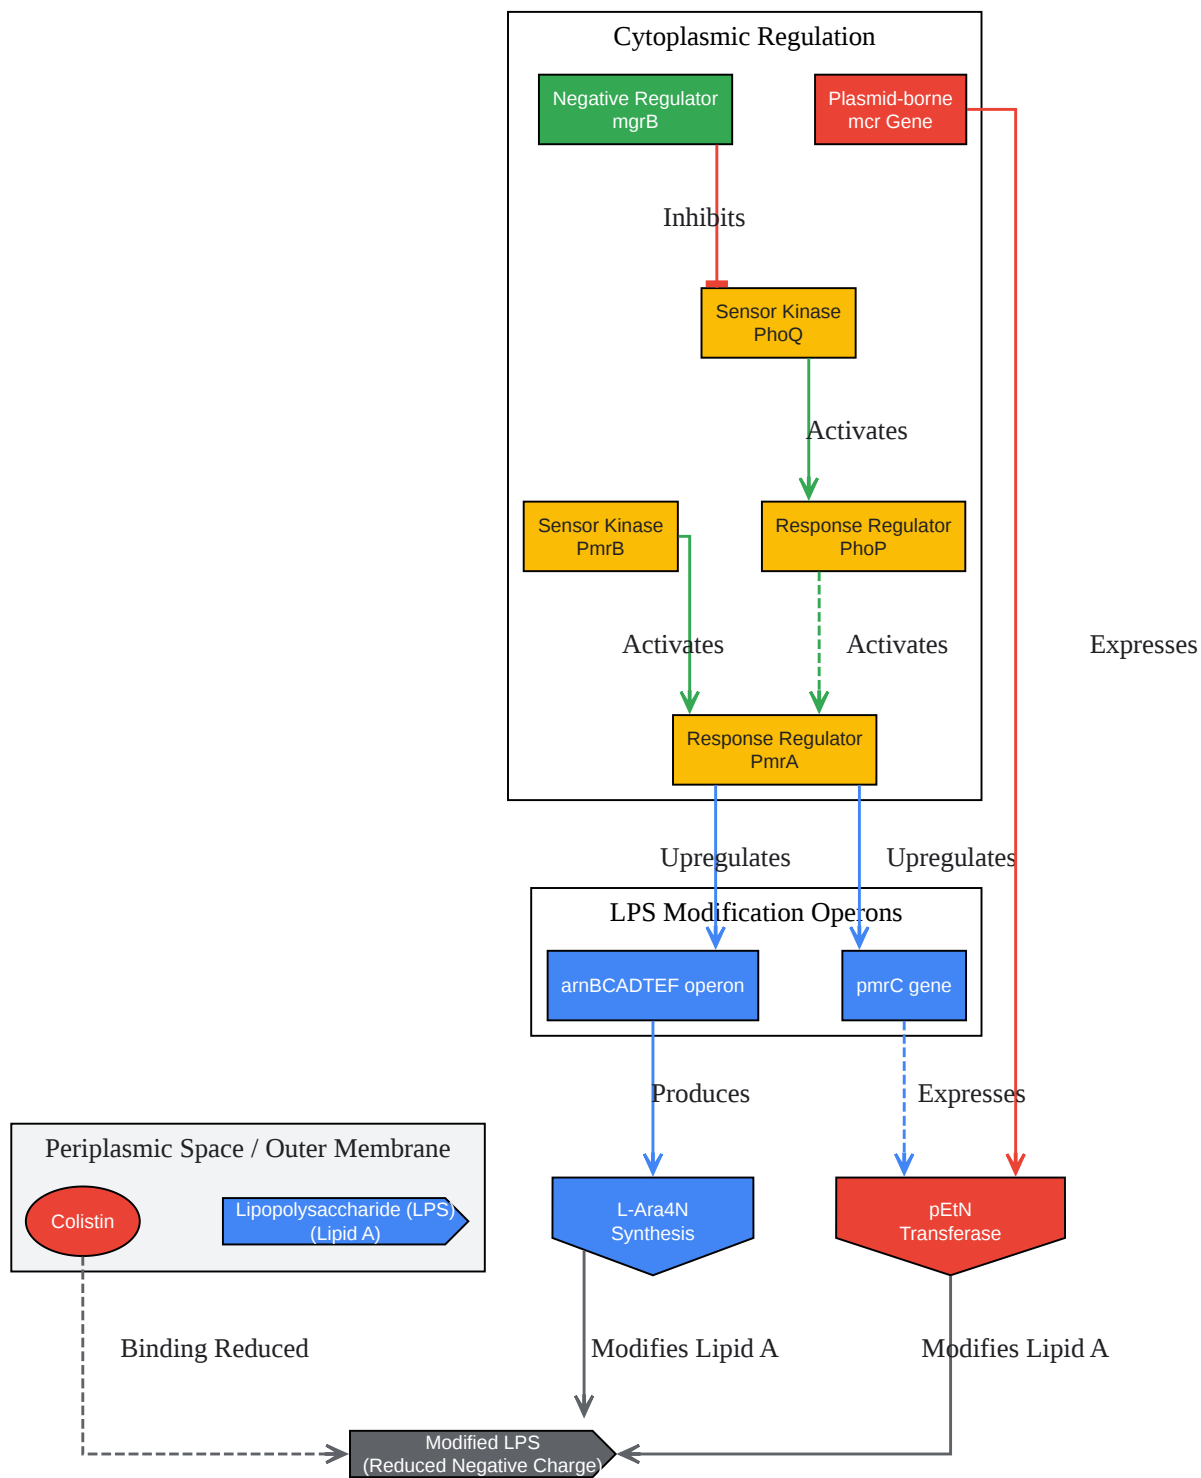 Cytoplasmic Regulation
Negative Regulator
mgrB
Plasmid-borne
mcr Gene
Inhibits
Sensor Kinase
PhoQ
Activates
Sensor Kinase
PmrB
Response Regulator
PhoP
Activates
Activates
Expresses
Response Regulator
PmrA
Upregulates
Upregulates
LPS Modification Operons
arnBCADTEF operon
pmrC gene
Produces
Expresses
Periplasmic Space / Outer Membrane
Colistin
Lipopolysaccharide (LPS)
(Lipid A)
L-Ara4N
Synthesis
pEtN
Transferase
Binding Reduced
Modifies Lipid A
Modifies Lipid A
Modified LPS
(Reduced Negative Charge)